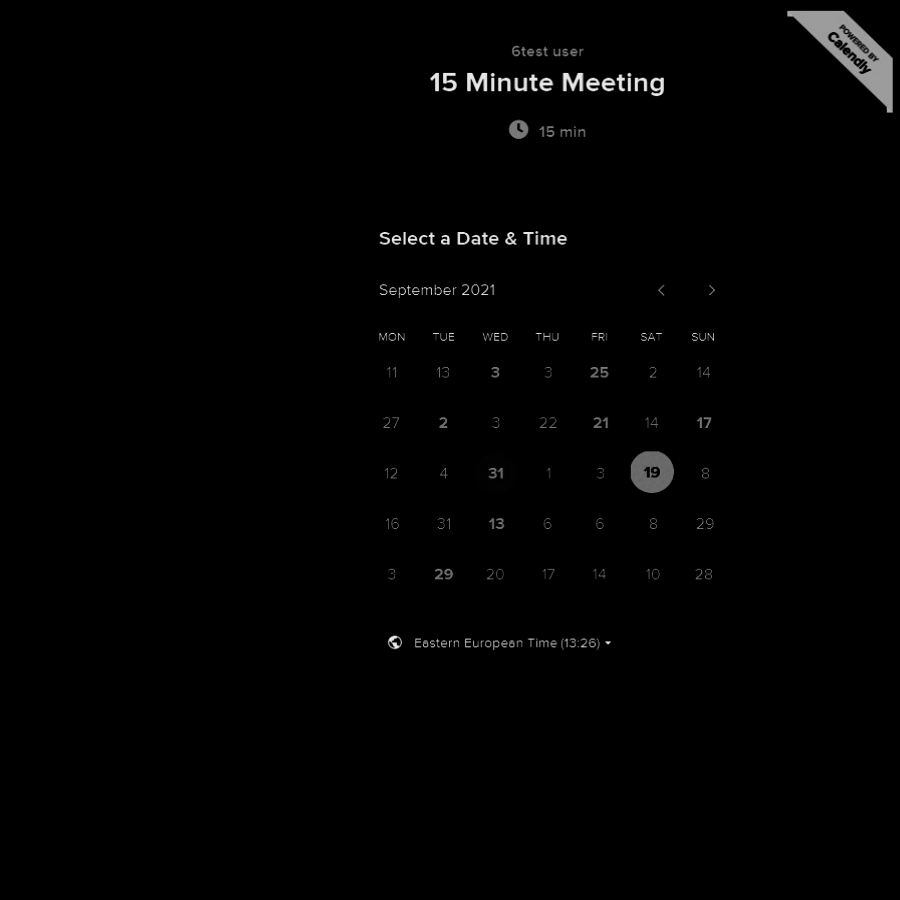 POWERED BY
Calendly
6test user
15 Minute Meeting
15 min
Select a Date & Time
September 2021
MON TUE WED THU FRI SAT SUN
11 13 3 3 25 2 14
27 2 3 22 21 14 17
12 4 31 1 3 19 8
16 31 13 6 6 8 29
3 29 20 17 14 10 28
Eastern European Time (13:26)